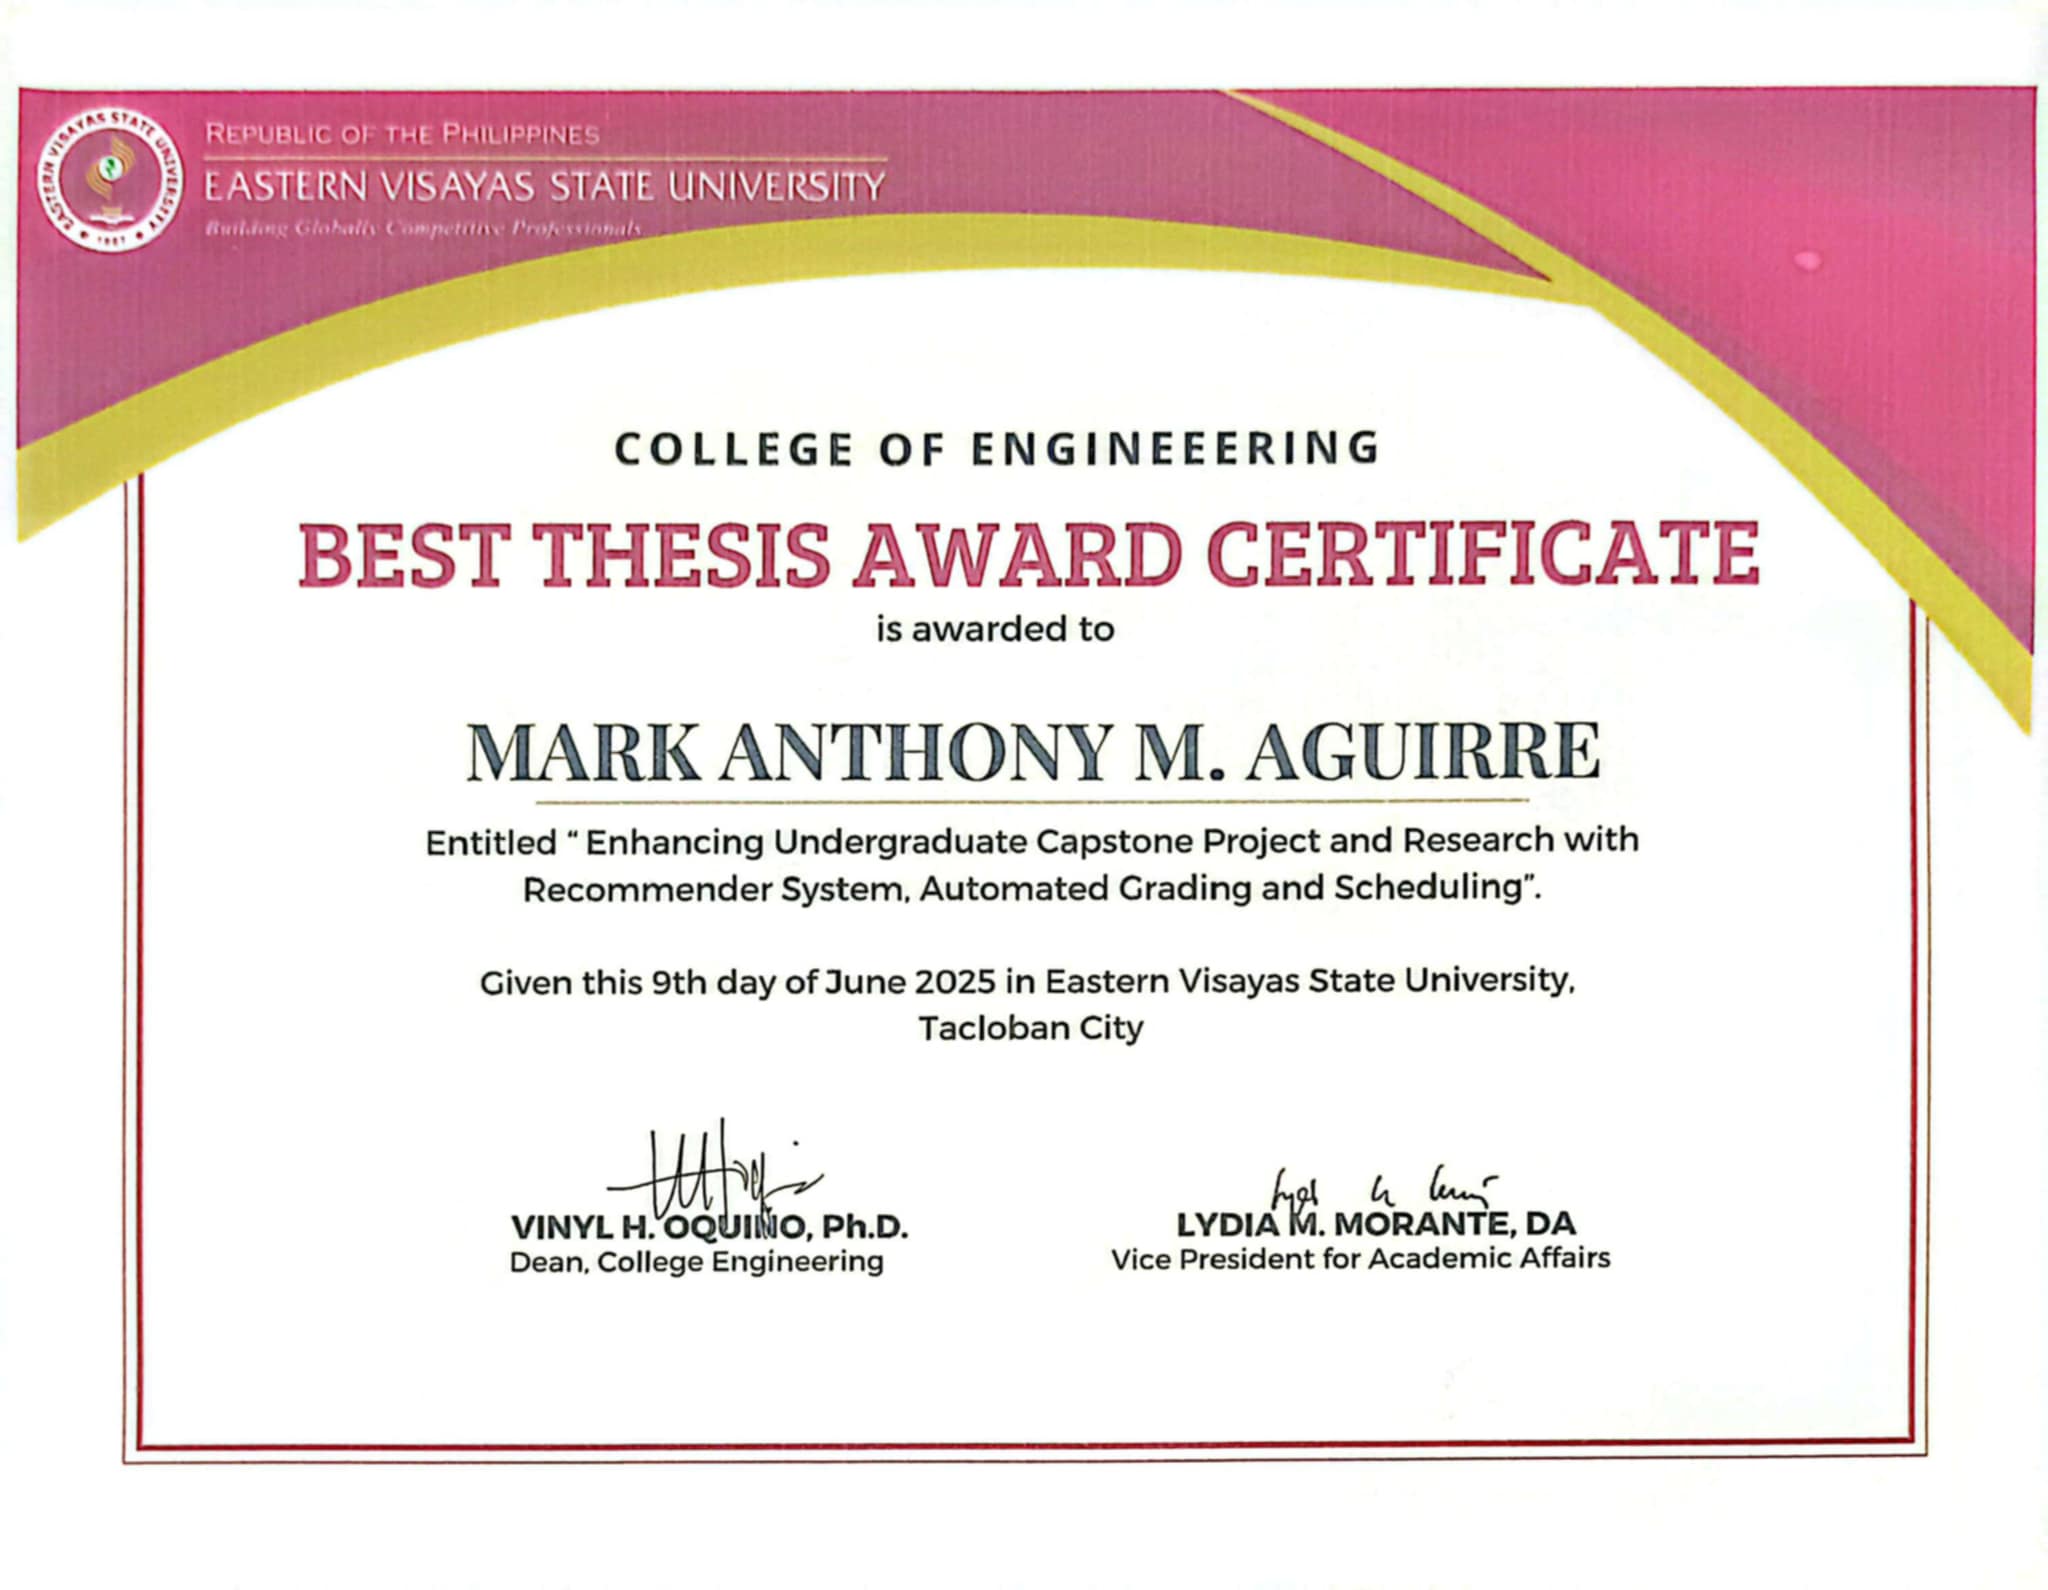 EASTERN VISAYAS STATE UNIVERSITY
REPUBLIC OF THE PHILIPPINES
EASTERN VISAYAS STATE UNIVERSITY
Building Globally Competitive Professionals
COLLEGE OF ENGINEEERING
BEST THESIS AWARD CERTIFICATE
is awarded to
MARK ANTHONY M. AGUIRRE
Entitled “ Enhancing Undergraduate Capstone Project and Research with
Recommender System, Automated Grading and Scheduling”.
Given this 9th day of June 2025 in Eastern Visayas State University,
Tacloban City
VINYL H. OQUIÑO, Ph.D.
Dean, College Engineering
LYDIA M. MORANTE, DA
Vice President for Academic Affairs